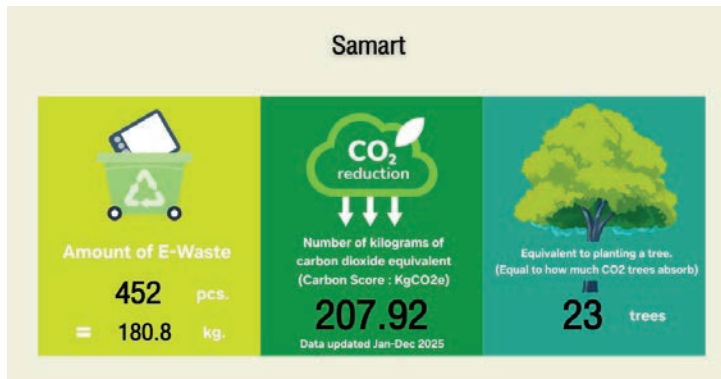 Samart
Amount of E-Waste
452 pcs.
= 180.8 kg.
CO2
reduction
Number of kilograms of
carbon dioxide equivalent
(Carbon Score : KgCO2e)
207.92
Data updated Jan-Dec 2025
Equivalent to planting a tree.
(Equal to how much CO2 trees absorb)
23 trees